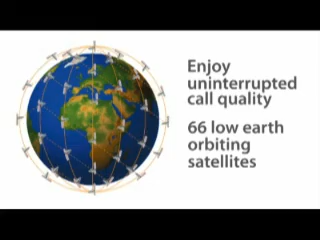 Enjoy
uninterrupted
call quality
66 low earth
orbiting
satellites